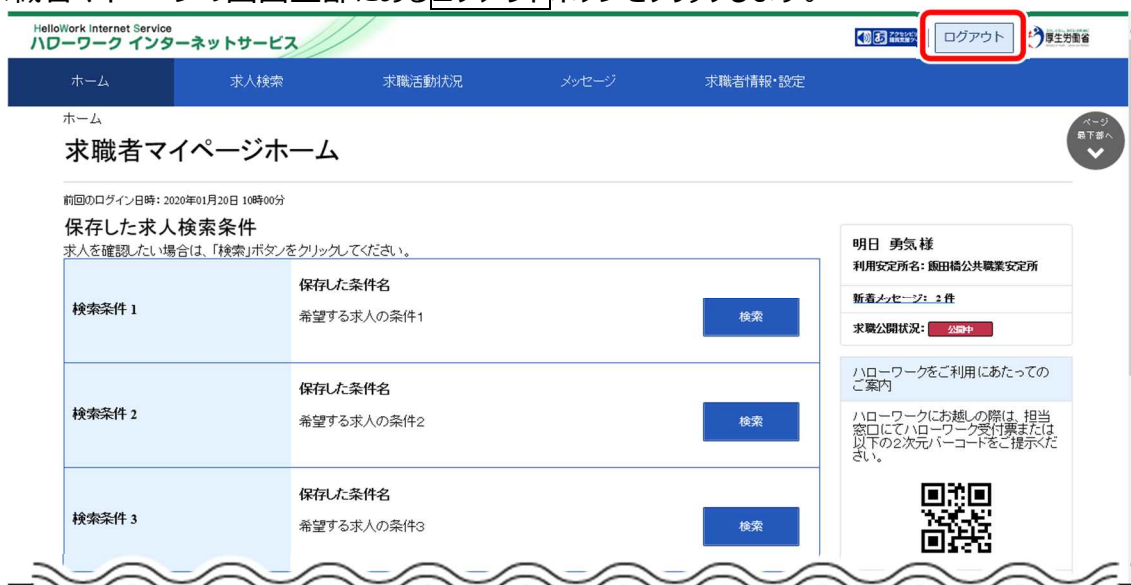 HelloWork Internet Service
ハローワーク インターネットサービス
ログアウト
厚生労働省
ホーム 求人検索 求職活動状況 メッセージ 求職者情報・設定
ホーム
ページ
最下部へ
求職者マイページホーム
前回のログイン日時：2020年01月20日 10時00分
保存した求人検索条件
求人を確認したい場合は、「検索」ボタンをクリックしてください。
検索条件 1
保存した条件名
希望する求人の条件1
検索
検索条件 2
保存した条件名
希望する求人の条件2
検索
検索条件 3
保存した条件名
希望する求人の条件3
検索
明日 勇気 様
利用安定所名：飯田橋公共職業安定所
新着メッセージ：2件
求職公開状況：公開中
ハローワークをご利用にあたっての
ご案内
ハローワークにお越しの際は、担当
窓口にてハローワーク受付票または
以下の2次元バーコードをご提示くだ
さい。